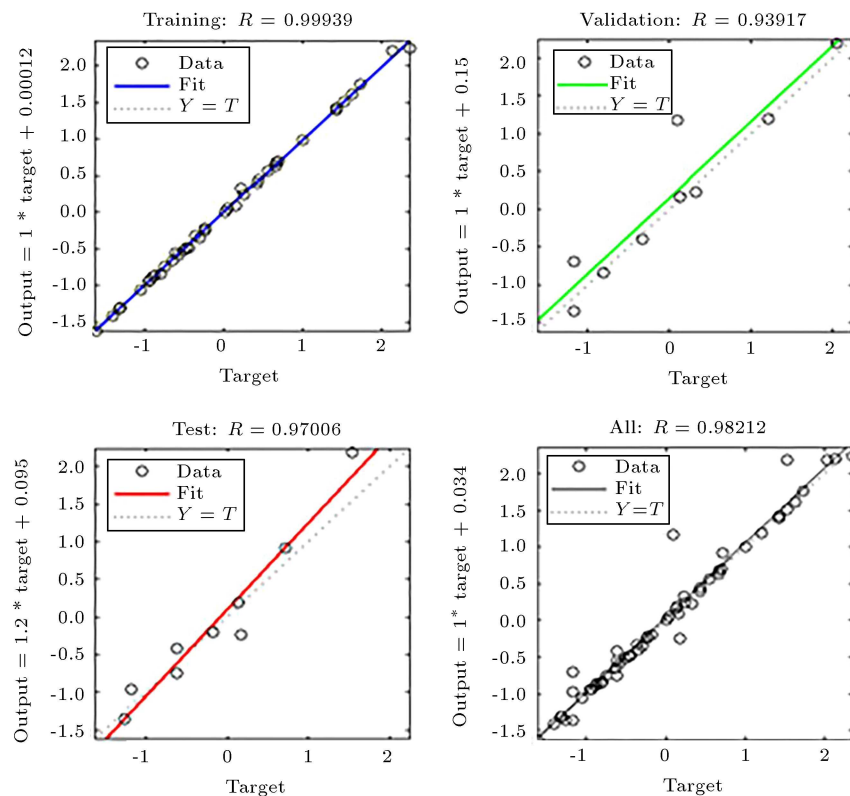 Training: R = 0.99939
Output = 1 * target + 0.00012
Data
Fit
Y = T
2.0
1.5
1.0
0.5
0.0
-0.5
-1.0
-1.5
-1
0
1
2
Target
Validation: R = 0.93917
Output = 1 * target + 0.15
Data
Fit
Y = T
2.0
1.5
1.0
0.5
0.0
-0.5
-1.0
-1.5
-1
0
1
2
Target
Test: R = 0.97006
Output = 1.2 * target + 0.095
Data
Fit
Y = T
2.0
1.5
1.0
0.5
0.0
-0.5
-1.0
-1.5
-1
0
1
2
Target
All: R = 0.98212
Output = 1* target + 0.034
Data
Fit
Y=T
2.0
1.5
1.0
0.5
0.0
-0.5
-1.0
-1.5
-1
0
1
2
Target